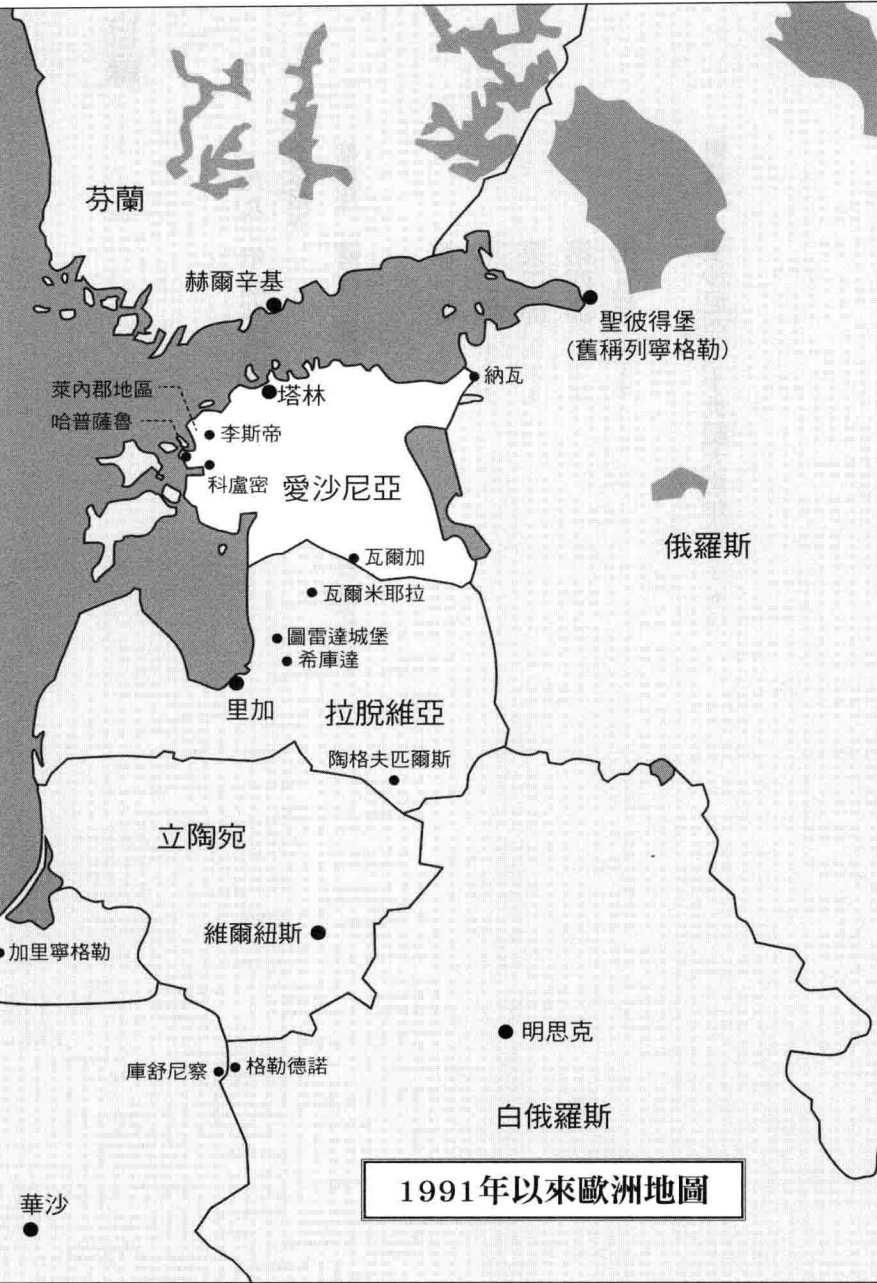 芬蘭
赫爾辛基
聖彼得堡
（舊稱列寧格勒）
納瓦
萊內郡地區
塔林
哈普薩魯
李斯帝
科盧密
愛沙尼亞
俄羅斯
瓦爾加
瓦爾米耶拉
圖雷達城堡
希庫達
里加
拉脫維亞
陶格夫匹爾斯
立陶宛
維爾紐斯
加里寧格勒
明思克
庫舒尼察
格勒德諾
白俄羅斯
1991年以來歐洲地圖
華沙